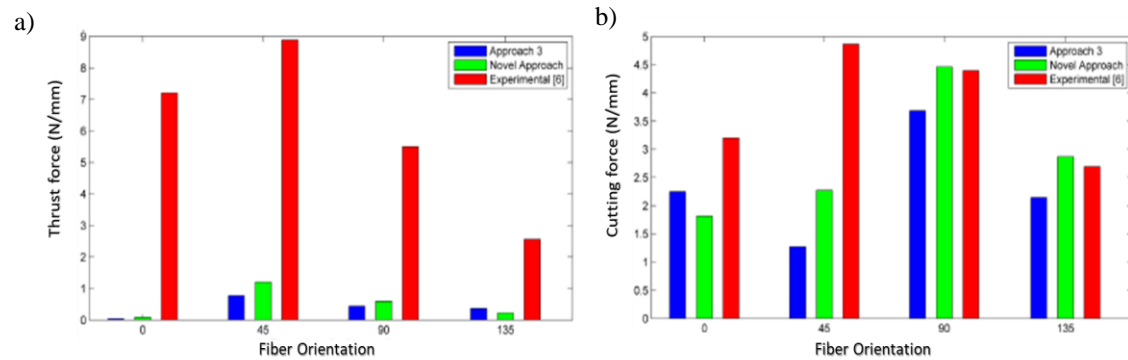 a)
9
8
7
6
5
4
3
2
1
0
Thrust force (N/mm)
Approach 3
Novel Approach
Experimental [6]
0 45 90 135
Fiber Orientation
b)
5
4.5
4
3.5
3
2.5
2
1.5
1
0.5
0
Cutting force (N/mm)
Approach 3
Novel Approach
Experimental [6]
0 45 90 135
Fiber Orientation